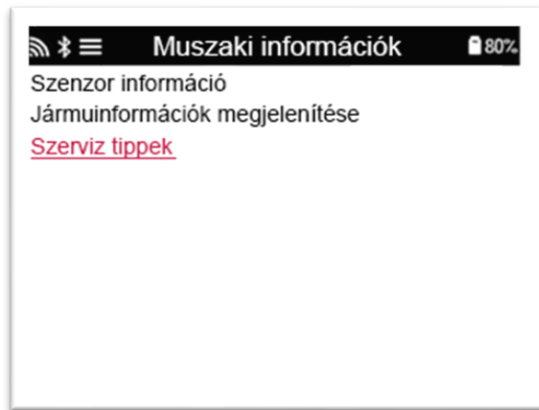 Muszaki információk 80%
Szenzor információ
Jármuinformációk megjelenítése
Szerviz tippek